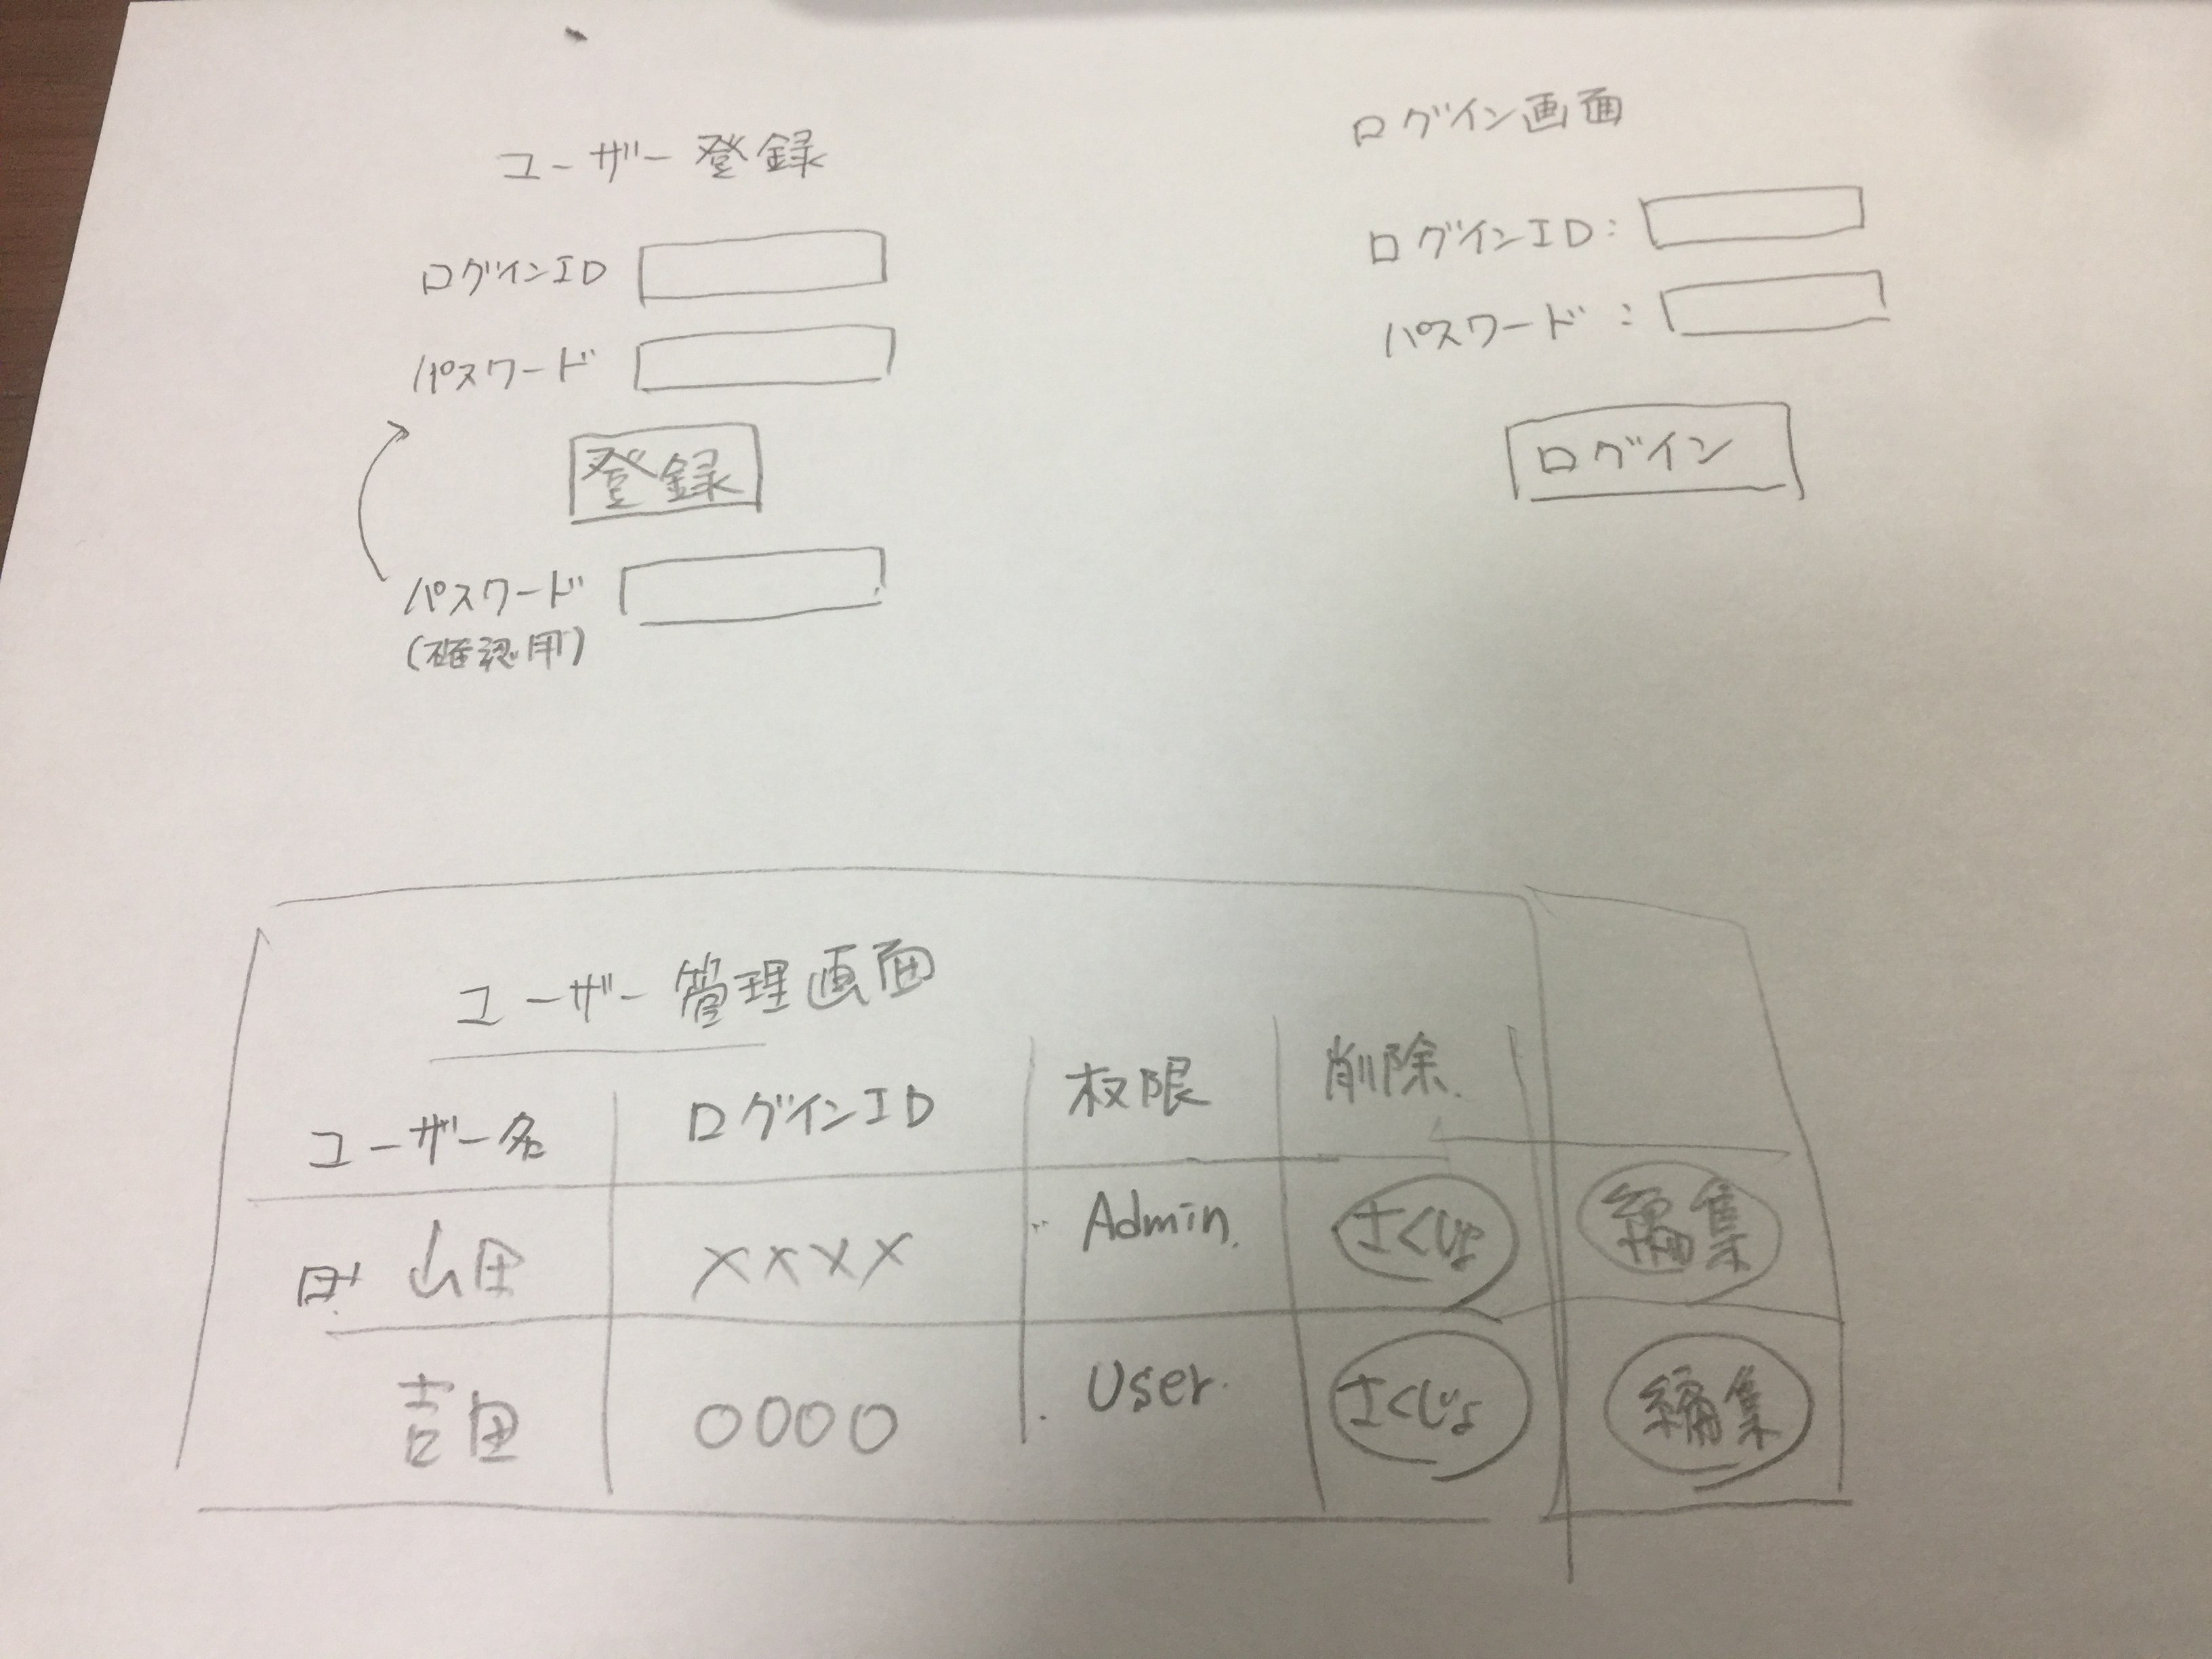 ユーザー登録
ログインID
パスワード
登録
パスワード
(確認用)
ログイン画面
ログインID:
パスワード:
ログイン
ユーザー管理画面
ユーザー名 ログインID 权限 削除
山田 ×××× Admin. さくじょ 編集
吉田 0000 User. さくじょ 編集